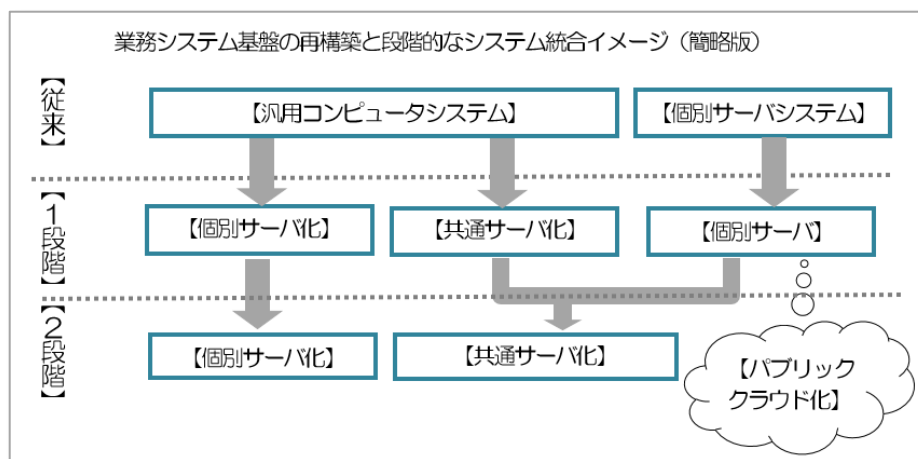 業務システム基盤の再構築と段階的なシステム統合イメージ（簡略版）
【従来】
【汎用コンピュータシステム】
【個別サーバシステム】
【1段階】
【個別サーバ化】
【共通サーバ化】
【個別サーバ】
【2段階】
【個別サーバ化】
【共通サーバ化】
【パブリック
クラウド化】